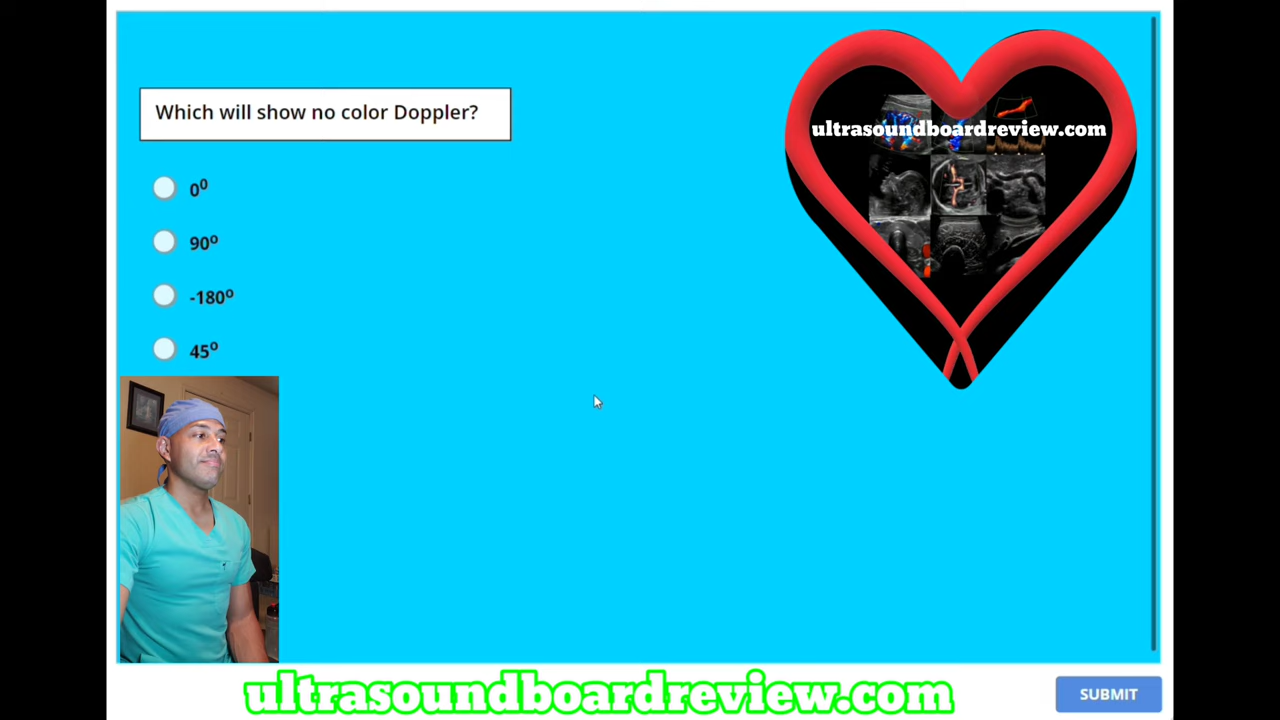 Which will show no color Doppler?
ultrasoundboardreview.com
0⁰
90º
-180º
45º
ultrasoundboardreview.com
SUBMIT